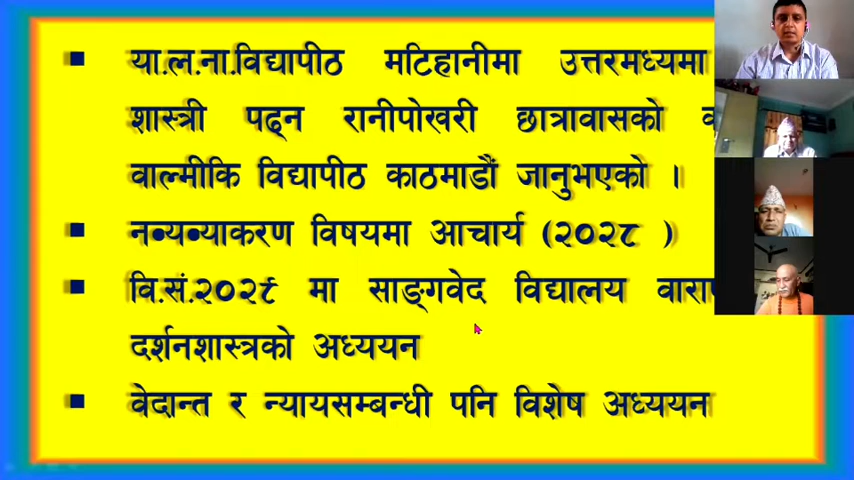 या.ल.ना.विद्यापीठ मटिहानीमा उत्तरमध्यमा
शास्त्री पढ्न रानीपोखरी छात्रावासको
वाल्मीकि विद्यापीठ काठमाडौं जानुभएको ।
नव्यव्याकरण विषयमा आचार्य (२०२८ )
वि.सं.२०२९ मा साङ्गवेद विद्यालय
दर्शनशास्त्रको अध्ययन
वेदान्त र न्यायसम्बन्धी पनि विशेष अध्ययन